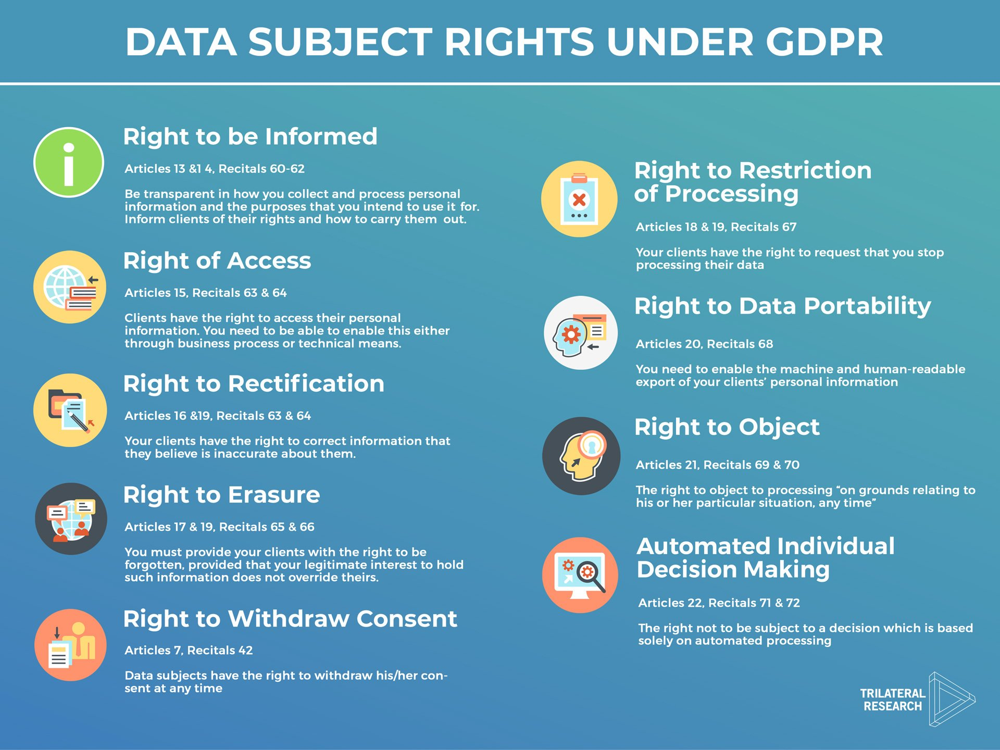 DATA SUBJECT RIGHTS UNDER GDPR
Right to be Informed
Articles 13 &1 4, Recitals 60-62
Be transparent in how you collect and process personal
information and the purposes that you intend to use it for.
Inform clients of their rights and how to carry them out.
Right of Access
Articles 15, Recitals 63 & 64
Clients have the right to access their personal
information. You need to be able to enable this either
through business process or technical means.
Right to Rectification
Articles 16 &19, Recitals 63 & 64
Your clients have the right to correct information that
they believe is inaccurate about them.
Right to Erasure
Articles 17 & 19, Recitals 65 & 66
You must provide your clients with the right to be
forgotten, provided that your legitimate interest to hold
such information does not override theirs.
Right to Withdraw Consent
Articles 7, Recitals 42
Data subjects have the right to withdraw his/her con-
sent at any time
Right to Restriction
of Processing
Articles 18 & 19, Recitals 67
Your clients have the right to request that you stop
processing their data
Right to Data Portability
Articles 20, Recitals 68
You need to enable the machine and human-readable
export of your clients’ personal information
Right to Object
Articles 21, Recitals 69 & 70
The right to object to processing “on grounds relating to
his or her particular situation, any time”
Automated Individual
Decision Making
Articles 22, Recitals 71 & 72
The right not to be subject to a decision which is based
solely on automated processing
TRILATERAL
RESEARCH